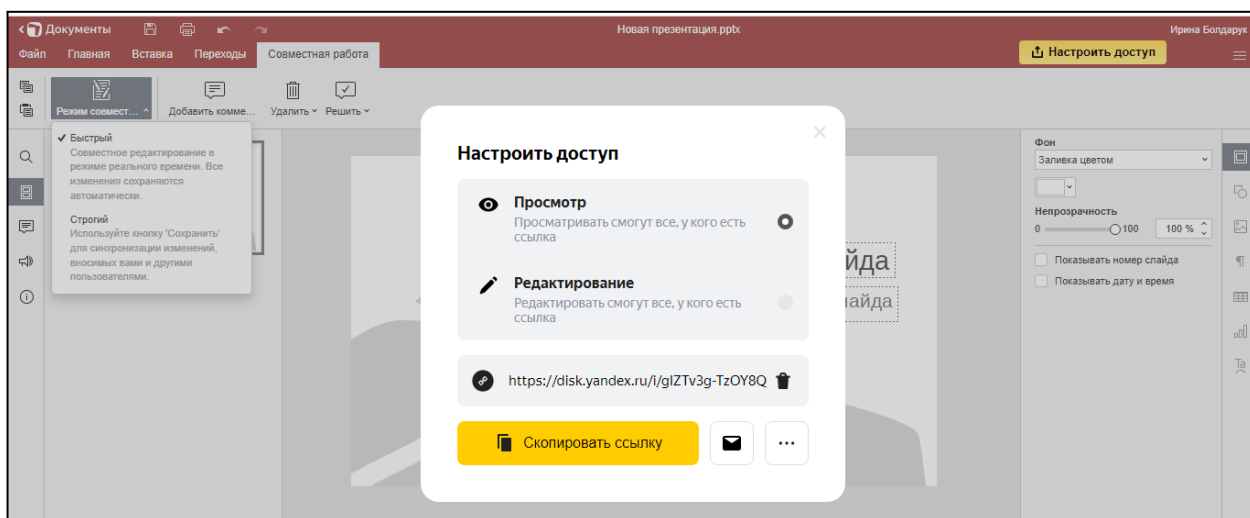 Документы
Новая презентация.pptx
Ирина Болдарук
Файл Главная Вставка Переходы Совместная работа
Настроить доступ
Режим совмест... Добавить комме... Удалить Решить
Быстрый
Совместное редактирование в
режиме реального времени. Все
изменения сохраняются
автоматически.
Строгий
Используйте кнопку 'Сохранить'
для синхронизации изменений,
вносимых вами и другими
пользователями.
Настроить доступ
Просмотр
Просматривать смогут все, у кого есть
ссылка
Редактирование
Редактировать смогут все, у кого есть
ссылка
https://disk.yandex.ru/i/gIZTv3g-TzOY8Q
Скопировать ссылку
йда
айда
Фон
Заливка цветом
Непрозрачность
0 100 100 %
Показывать номер слайда
Показывать дату и время